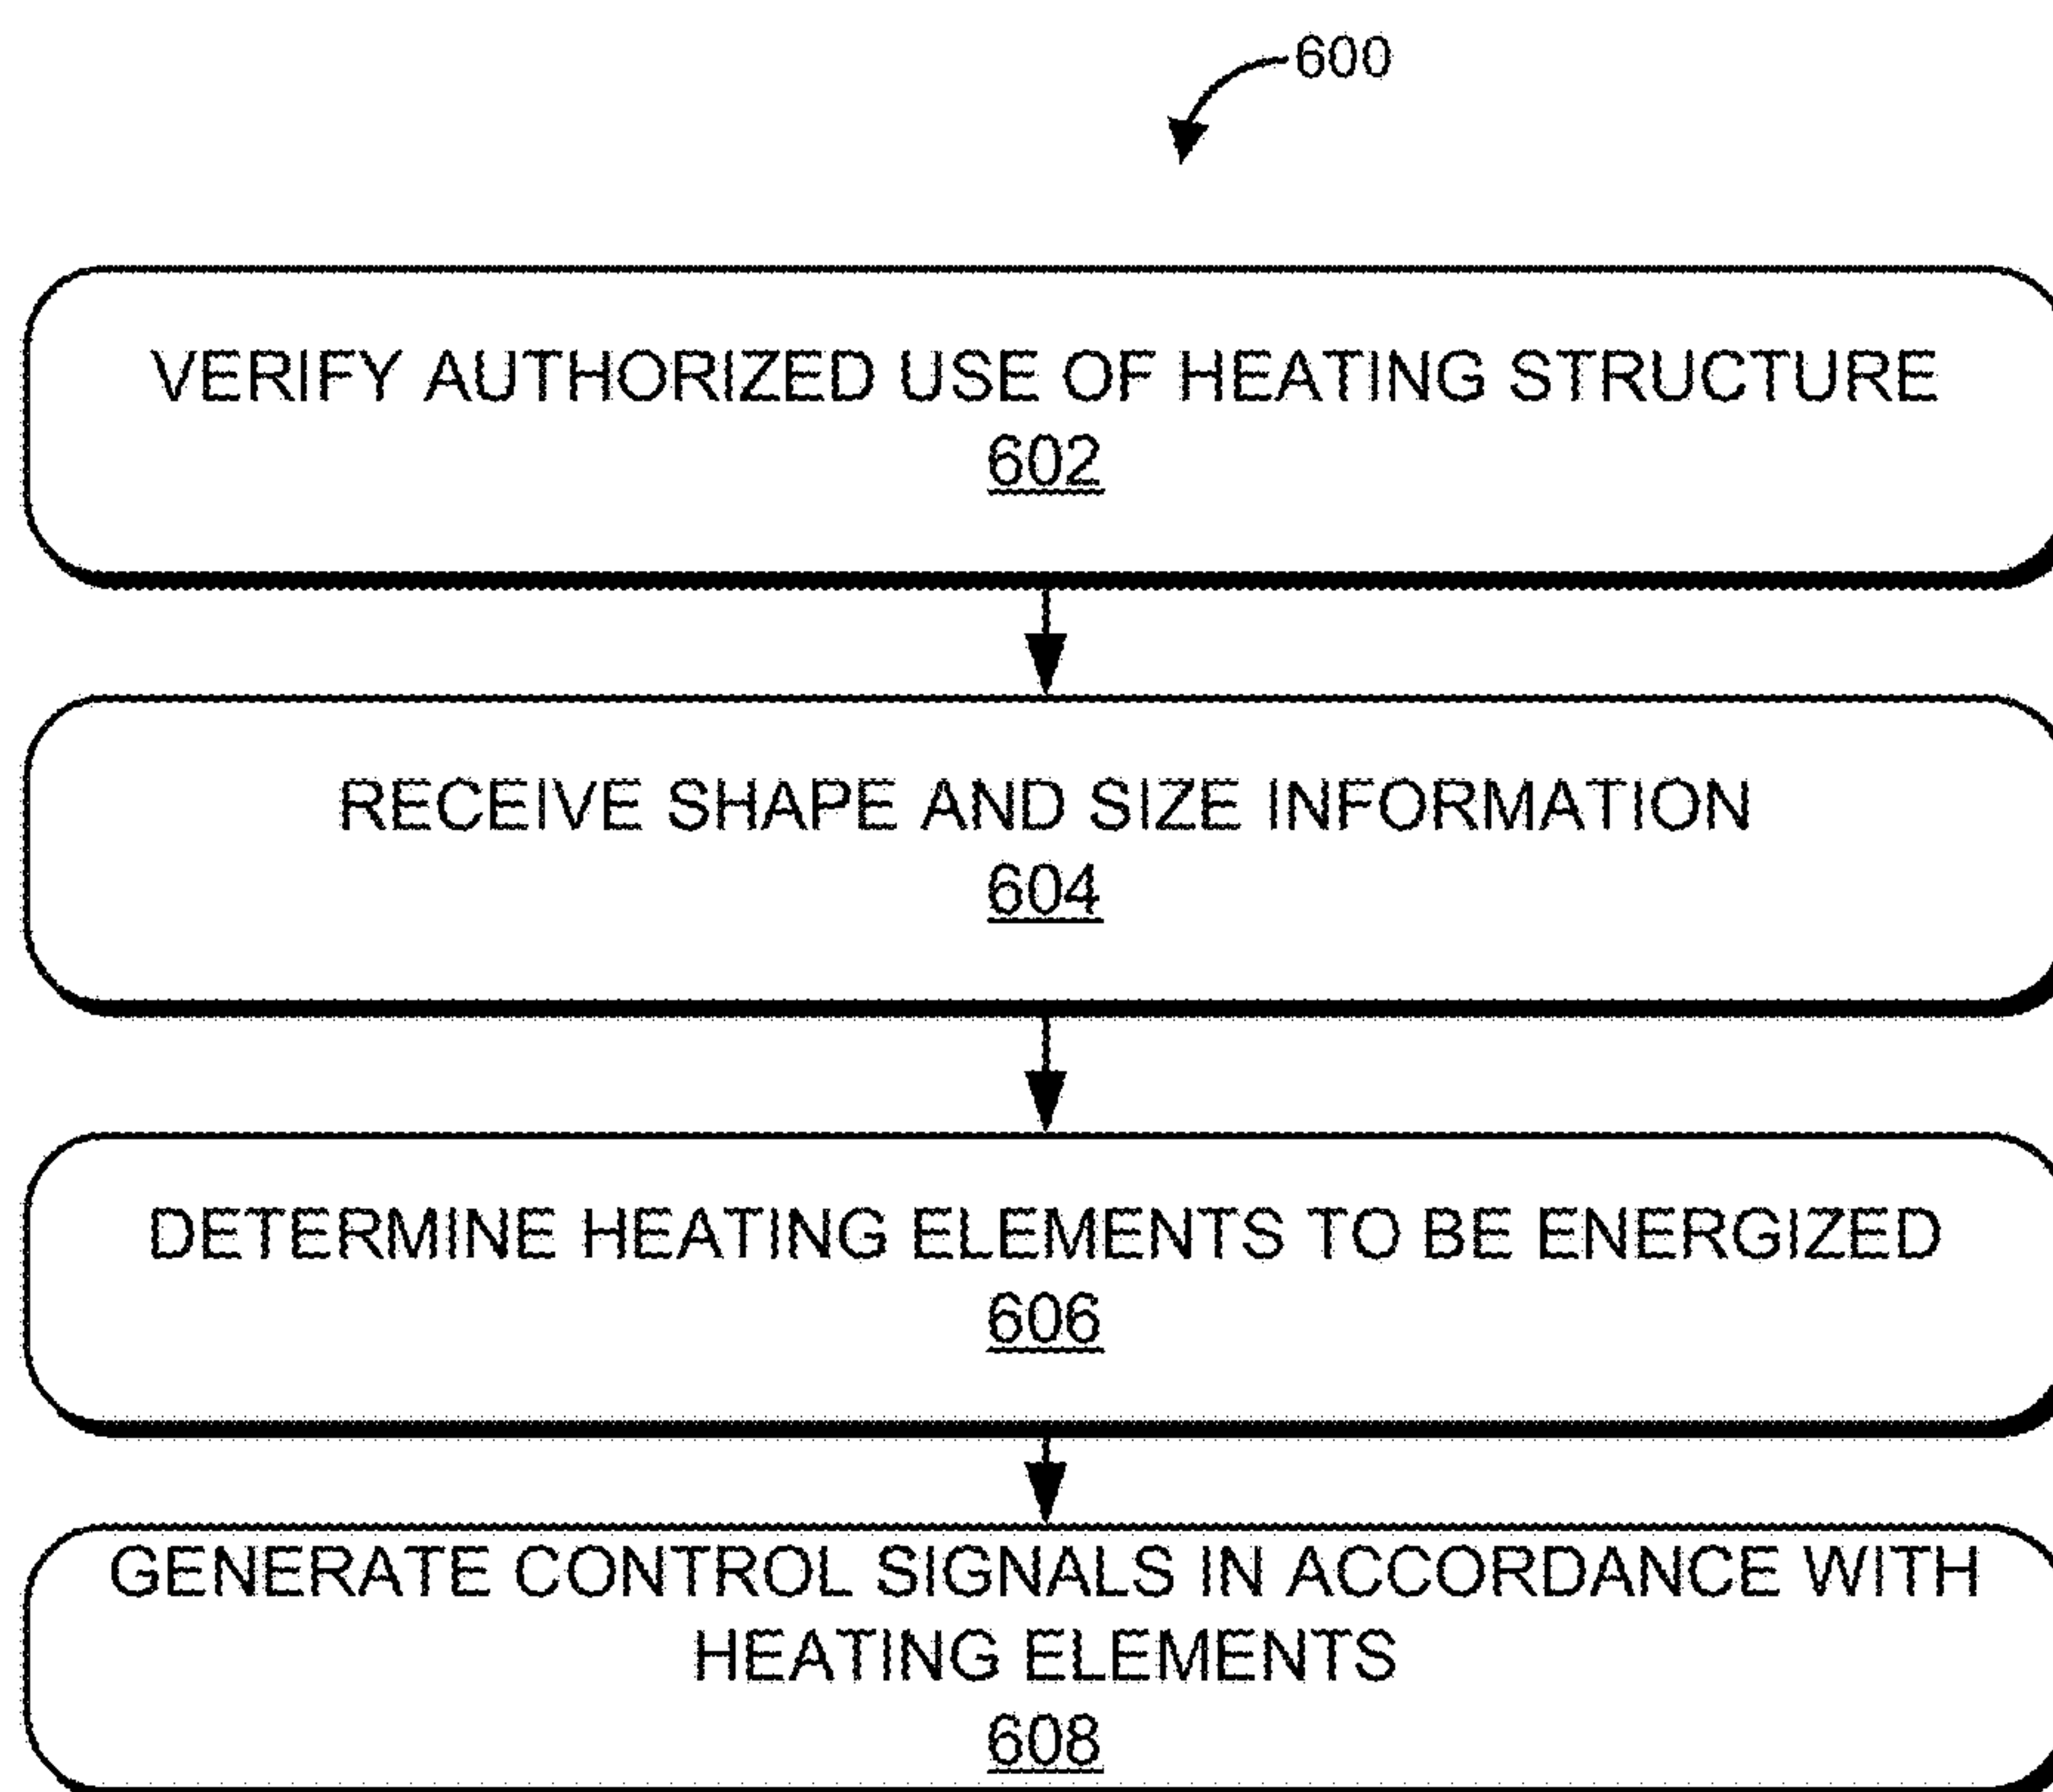 600
VERIFY AUTHORIZED USE OF HEATING STRUCTURE
602
RECEIVE SHAPE AND SIZE INFORMATION
604
DETERMINE HEATING ELEMENTS TO BE ENERGIZED
606
GENERATE CONTROL SIGNALS IN ACCORDANCE WITH
HEATING ELEMENTS
608